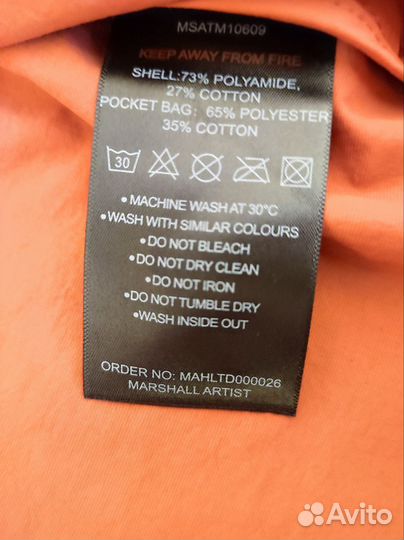 MSATM10609
KEEP AWAY FROM FIRE
SHELL:73% POLYAMIDE,
27% COTTON
POCKET BAG: 65% POLYESTER
35% COTTON
30
•MACHINE WASH AT 30°C
•WASH WITH SIMILAR COLOURS
•DO NOT BLEACH
•DO NOT DRY CLEAN
•DO NOT IRON
•DO NOT TUMBLE DRY
•WASH INSIDE OUT
ORDER NO: MAHLTD000026
MARSHALL ARTIST
Avito